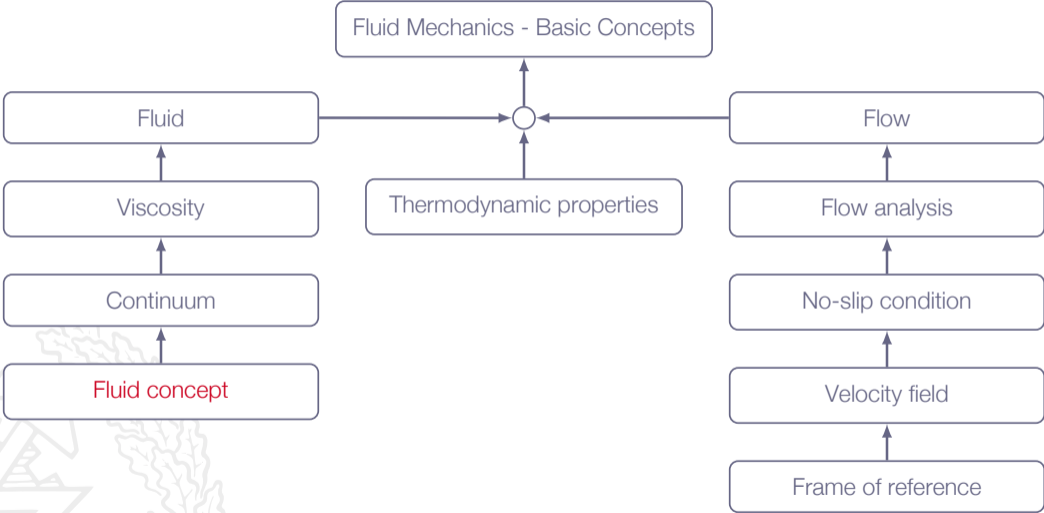 Fluid Mechanics - Basic Concepts
Fluid
Flow
Viscosity
Thermodynamic properties
Flow analysis
Continuum
No-slip condition
Fluid concept
Velocity field
Frame of reference